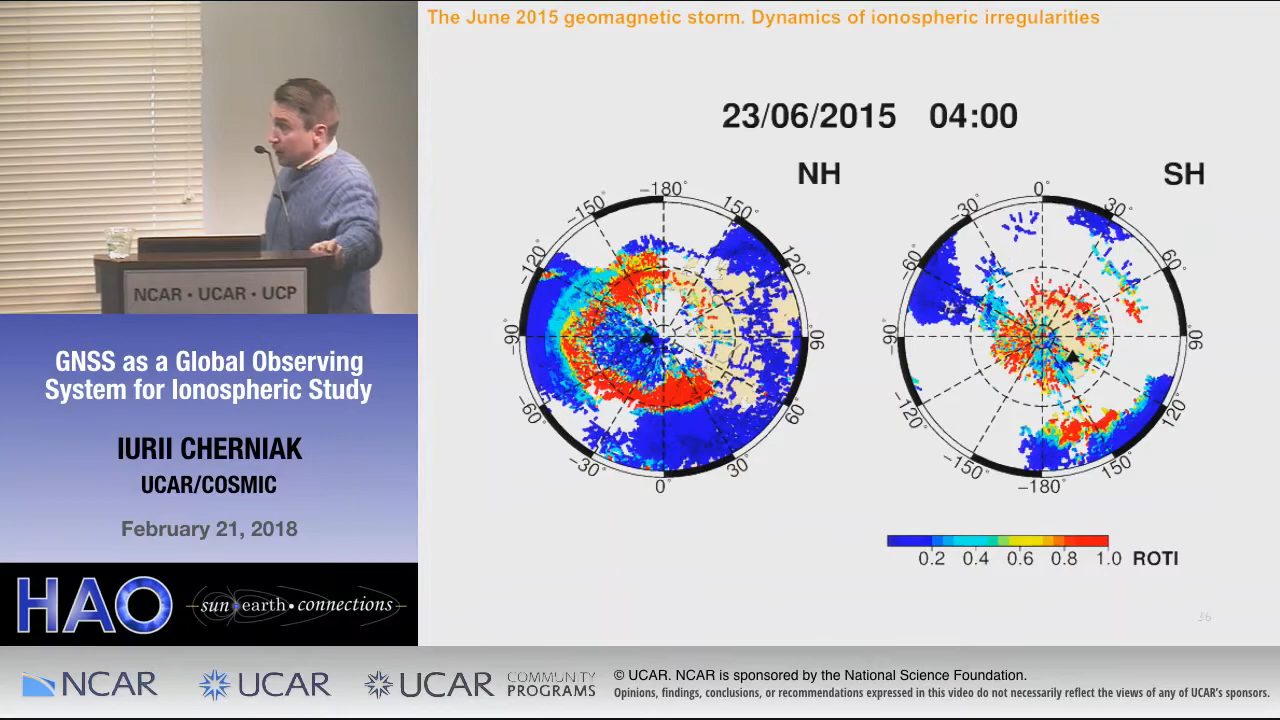 The June 2015 geomagnetic storm. Dynamics of ionospheric irregularities
23/06/2015 04:00
NH
SH
−180°
150°
120°
90°
60°
30°
0°
−30°
−60°
−90°
−120°
−150°
0°
30°
60°
90°
120°
150°
−180°
−150°
−120°
−90°
−60°
−30°
0.2 0.4 0.6 0.8 1.0 ROTI
36
NCAR • UCAR • UCP
GNSS as a Global Observing
System for Ionospheric Study
IURII CHERNIAK
UCAR/COSMIC
February 21, 2018
HAO
sun•earth•connections
NCAR
UCAR
UCAR
COMMUNITY
PROGRAMS
© UCAR. NCAR is sponsored by the National Science Foundation.
Opinions, findings, conclusions, or recommendations expressed in this video do not necessarily reflect the views of any of UCAR's sponsors.